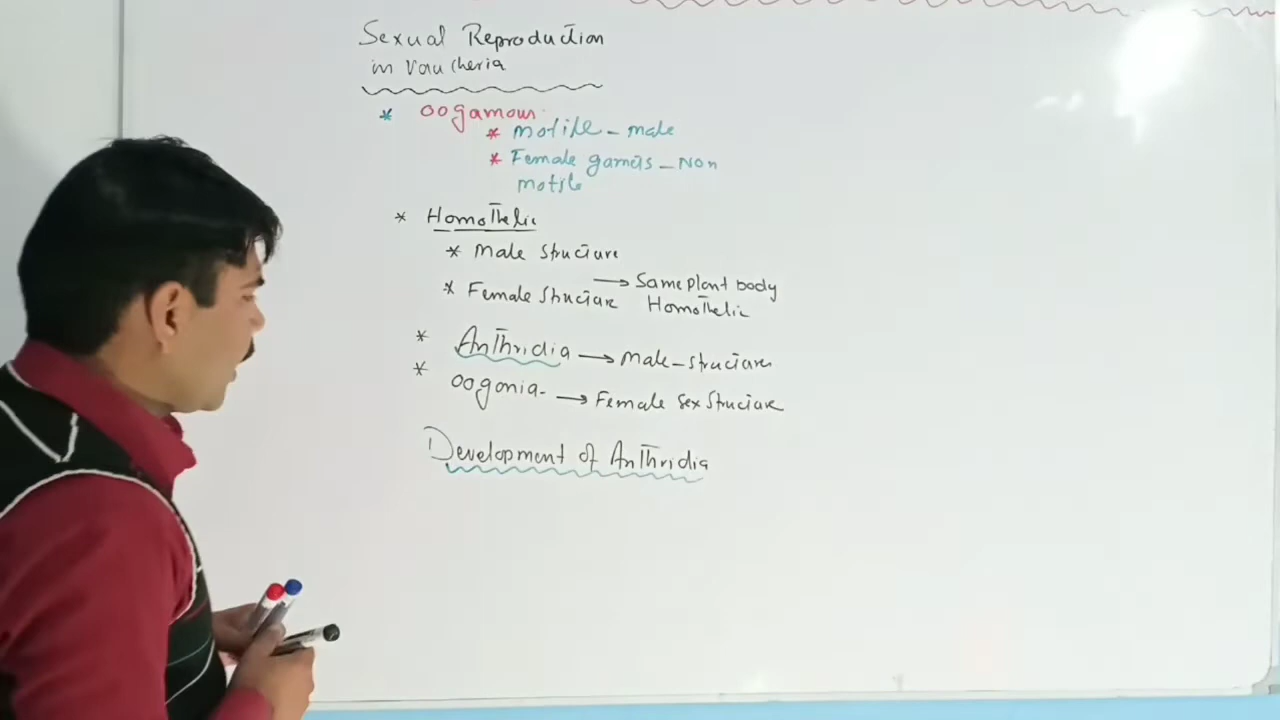 Sexual Reproduction
in Vaucheria
* oogamous
* motile - male
* Female gamets - Non
motile
* Homothelic
* Male structure
* Female structure → Same plant body
Homothelic
* Anthridia → male - structure
* oogonia - → Female sex structure
Development of Anthridia